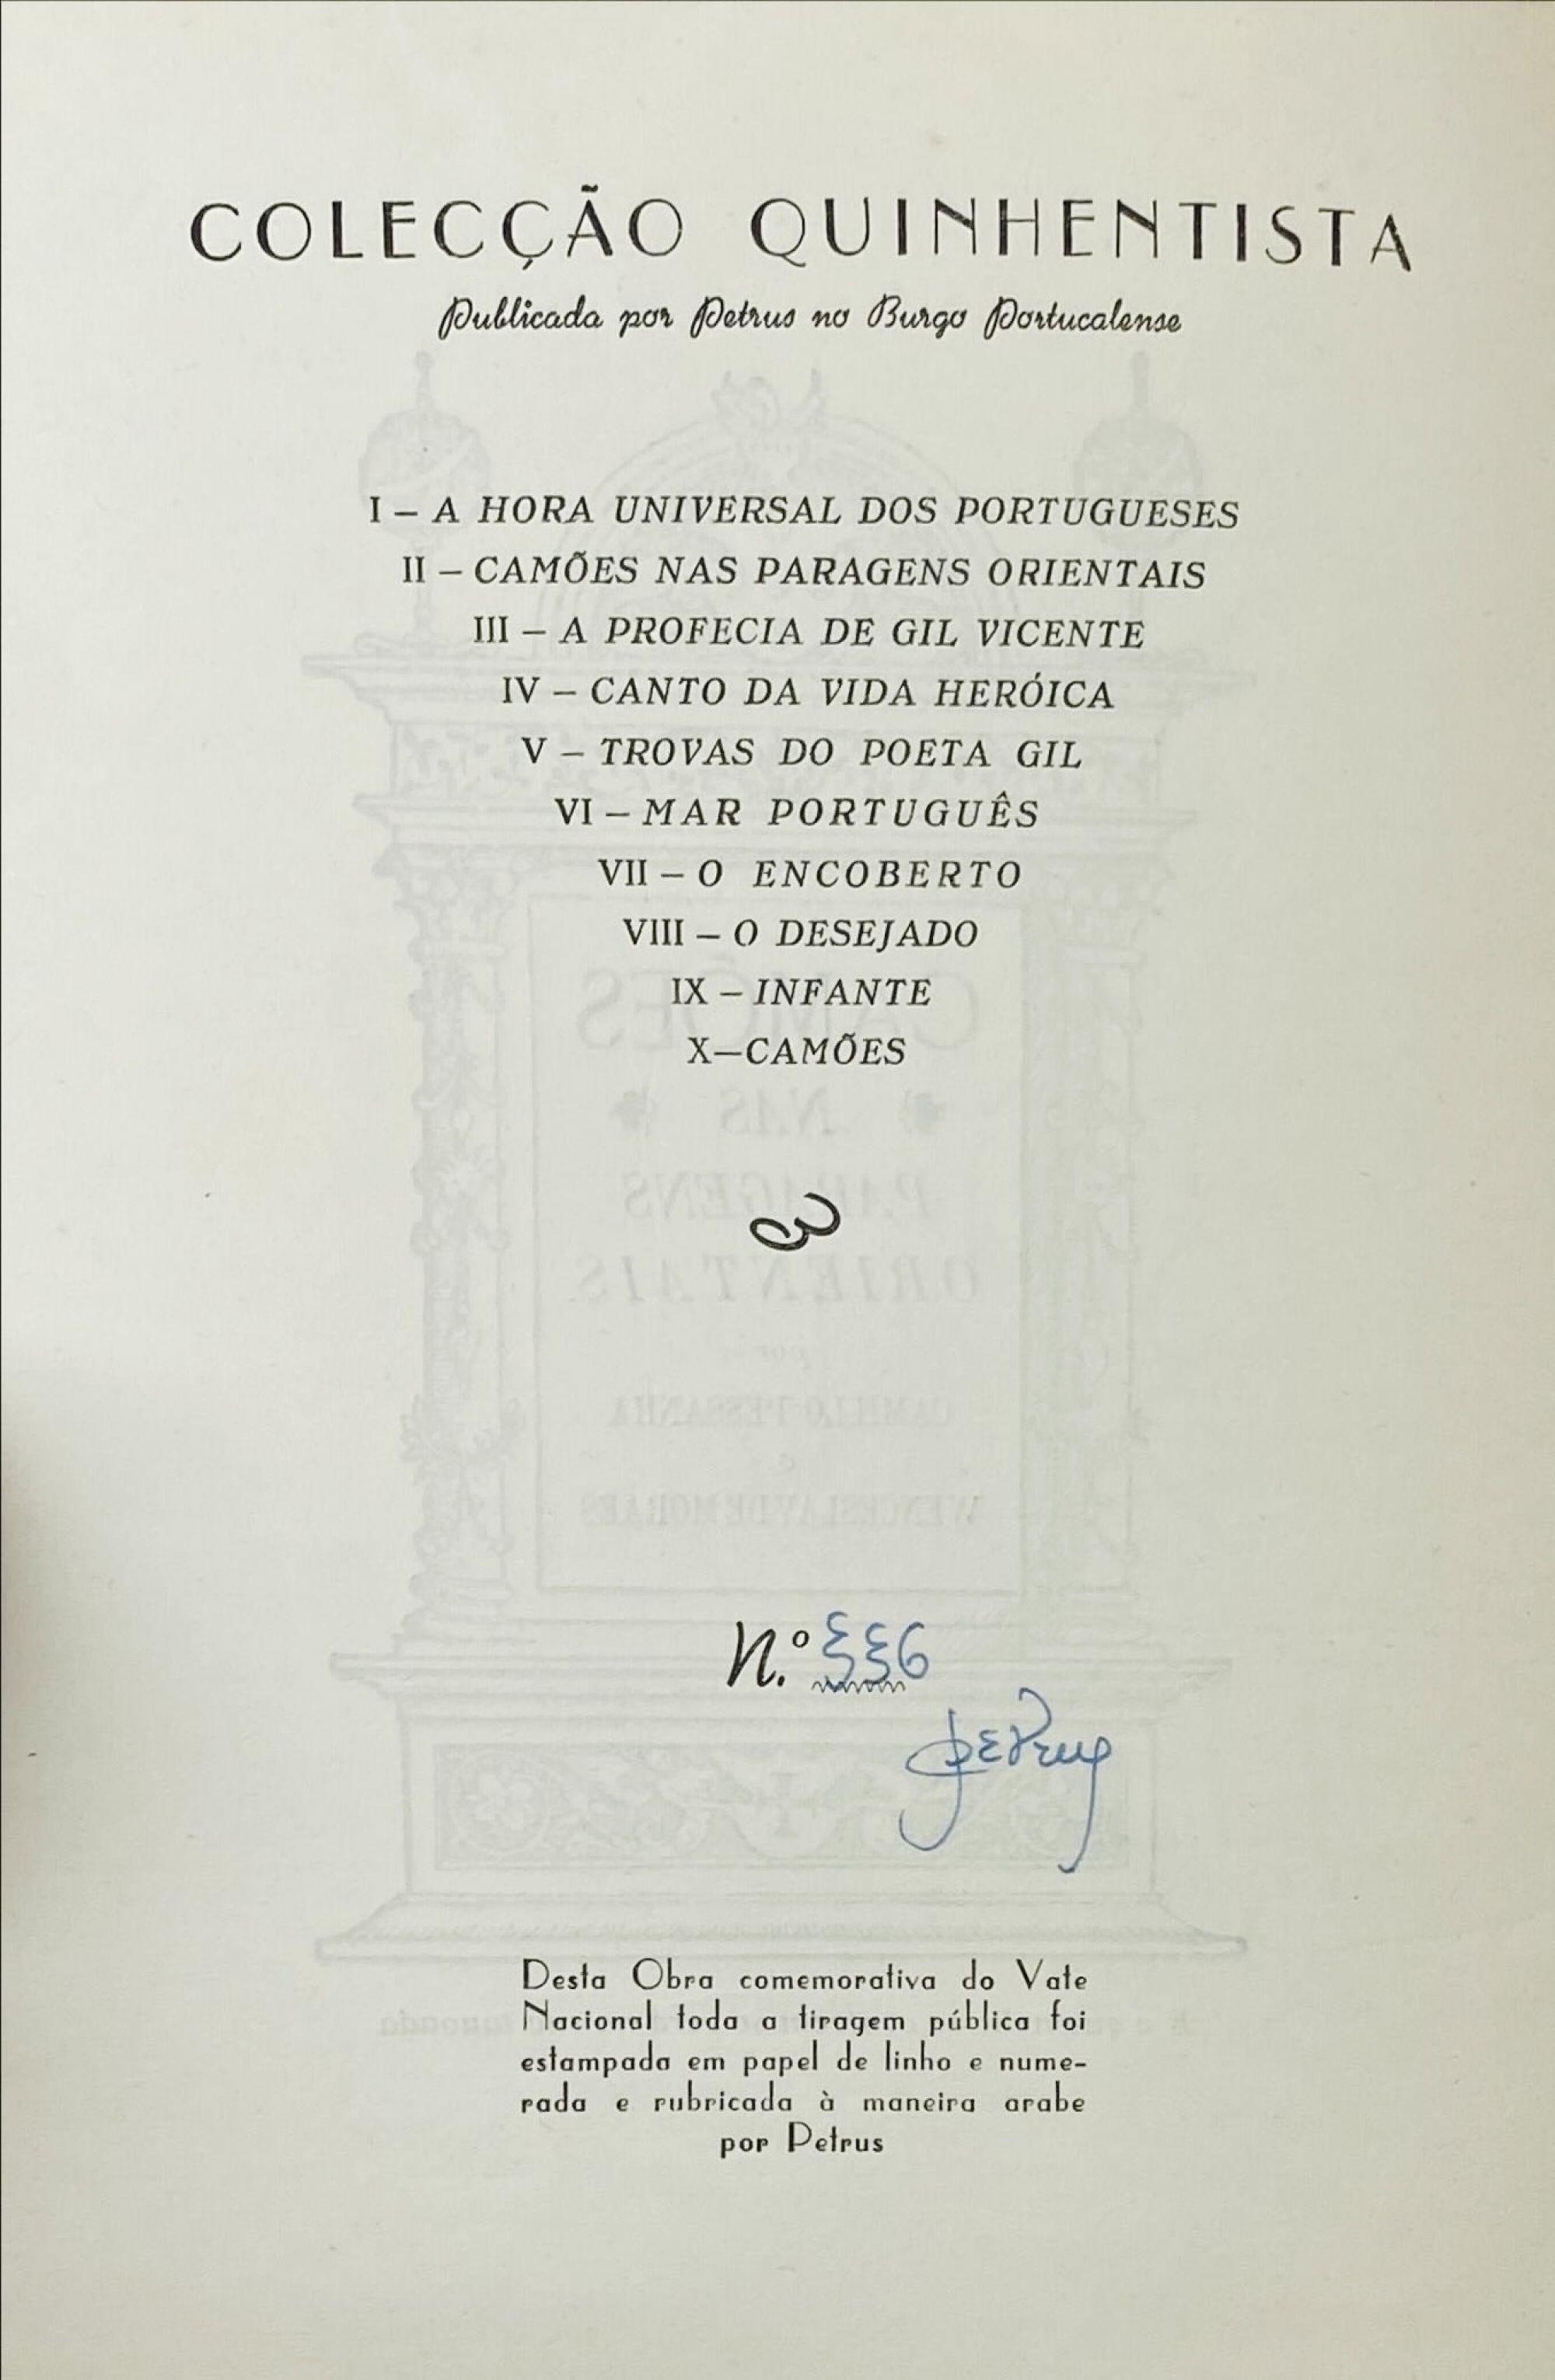 COLECÇÃO QUINHENTISTA
Publicada por Petrus no Burgo Portucalense
I – A HORA UNIVERSAL DOS PORTUGUESES
II – CAMÕES NAS PARAGENS ORIENTAIS
III – A PROFECIA DE GIL VICENTE
IV – CANTO DA VIDA HERÓICA
V – TROVAS DO POETA GIL
VI – MAR PORTUGUÊS
VII – O ENCOBERTO
VIII – O DESEJADO
IX – INFANTE
X—CAMÕES
N.º 336
Petrus
Desta Obra comemorativa do Vate
Nacional toda a tiragem pública foi
estampada em papel de linho e nume-
rada e rubricada à maneira arabe
por Petrus